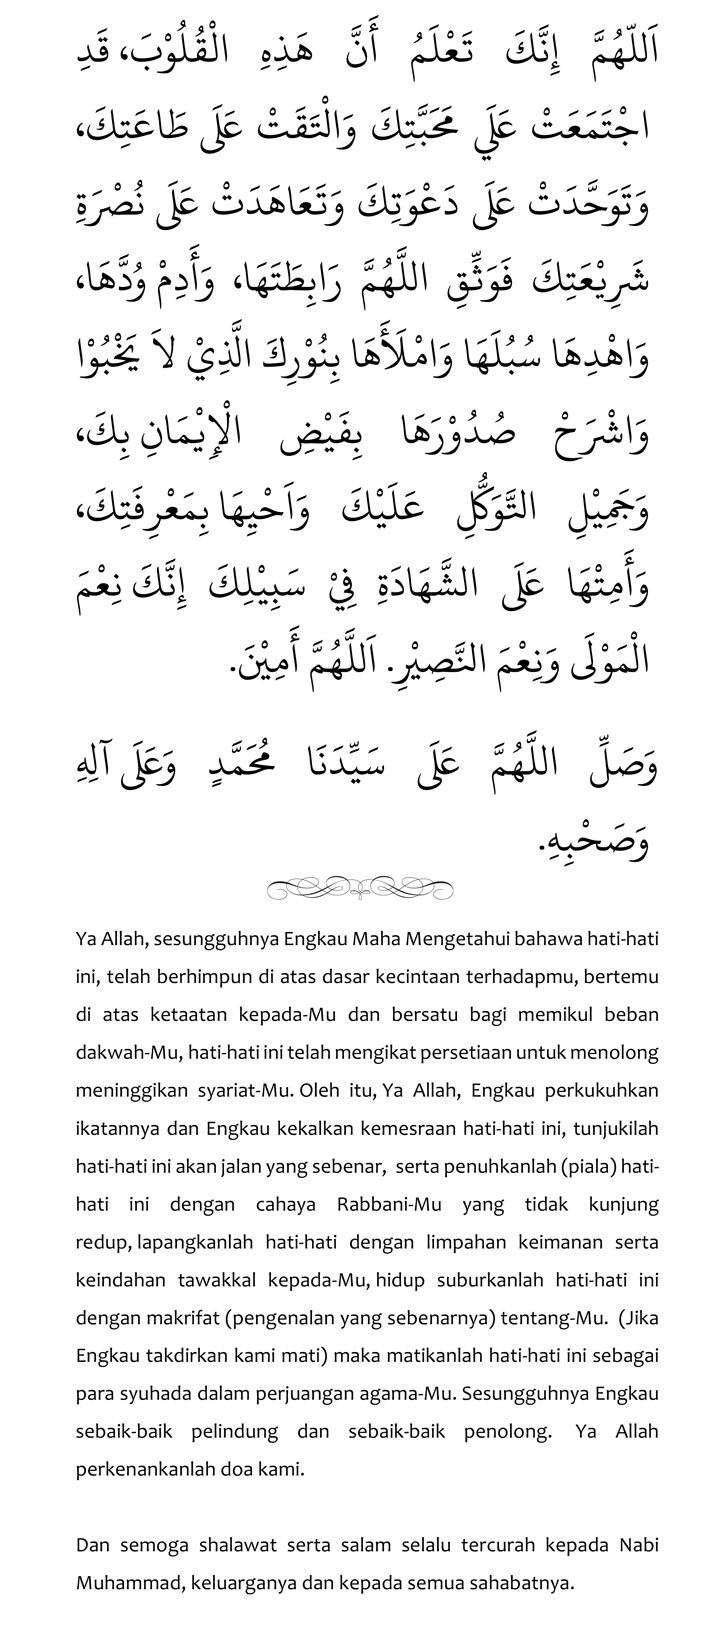 اَللّهُمَّ إِنَّكَ تَعْلَمُ أَنَّ هَذِهِ الْقُلُوْبَ، قَدِ
اجْتَمَعَتْ عَلَي مَحَبَّتِكَ وَالْتَقَتْ عَلَى طَاعَتِكَ،
وَتَوَحَّدَتْ عَلَى دَعْوَتِكَ وَتَعَاهَدَتْ عَلَى نُصْرَةِ
شَرِيْعَتِكَ فَوَثِّقِ اللَّهُمَّ رَابِطَتَهَا، وَأَدِمْ وُدَّهَا،
وَاهْدِهَا سُبُلَهَا وَامْلَأَهَا بِنُوْرِكَ الَّذِيْ لاَ يَخْبُوْا
وَاشْرَحْ صُدُوْرَهَا بِفَيْضِ الْإِيْمَانِ بِكَ،
وَجَمِيْلِ التَّوَكُّلِ عَلَيْكَ وَاَحْيِهَا بِمَعْرِفَتِكَ،
وَأَمِتْهَا عَلَى الشَّهَادَةِ فِيْ سَبِيْلِكَ إِنَّكَ نِعْمَ
الْمَوْلَى وَنِعْمَ النَّصِيْرِ. اَللَّهُمَّ أَمِيْنَ.
وَصَلِّ اللَّهُمَّ عَلَى سَيِّدَنَا مُحَمَّدٍ وَعَلَى آلِهِ
وَصَحْبِهِ.
Ya Allah, sesungguhnya Engkau Maha Mengetahui bahawa hati-hati
ini, telah berhimpun di atas dasar kecintaan terhadapmu, bertemu
di atas ketaatan kepada-Mu dan bersatu bagi memikul beban
dakwah-Mu, hati-hati ini telah mengikat persetiaan untuk menolong
meninggikan syariat-Mu. Oleh itu, Ya Allah, Engkau perkukuhkan
ikatannya dan Engkau kekalkan kemesraan hati-hati ini, tunjukilah
hati-hati ini akan jalan yang sebenar, serta penuhkanlah (piala) hati-
hati ini dengan cahaya Rabbani-Mu yang tidak kunjung
redup, lapangkanlah hati-hati dengan limpahan keimanan serta
keindahan tawakkal kepada-Mu, hidup suburkanlah hati-hati ini
dengan makrifat (pengenalan yang sebenarnya) tentang-Mu. (Jika
Engkau takdirkan kami mati) maka matikanlah hati-hati ini sebagai
para syuhada dalam perjuangan agama-Mu. Sesungguhnya Engkau
sebaik-baik pelindung dan sebaik-baik penolong. Ya Allah
perkenankanlah doa kami.
Dan semoga shalawat serta salam selalu tercurah kepada Nabi
Muhammad, keluarganya dan kepada semua sahabatnya.